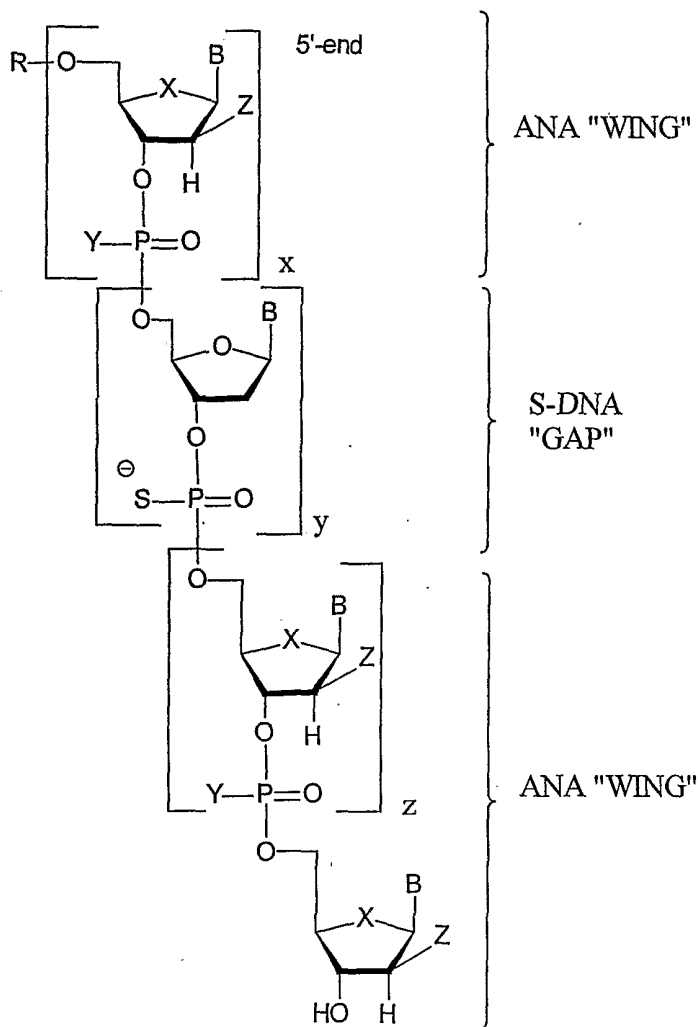 5'-end
B
R-O
X
Z
ANA "WING"
O
H
Y-P=O
x
O
B
O
S-DNA
"GAP"
O
⊖
S-P=O
y
O
B
X
Z
O
H
Y-P=O
z
ANA "WING"
O
B
X
Z
HO
H